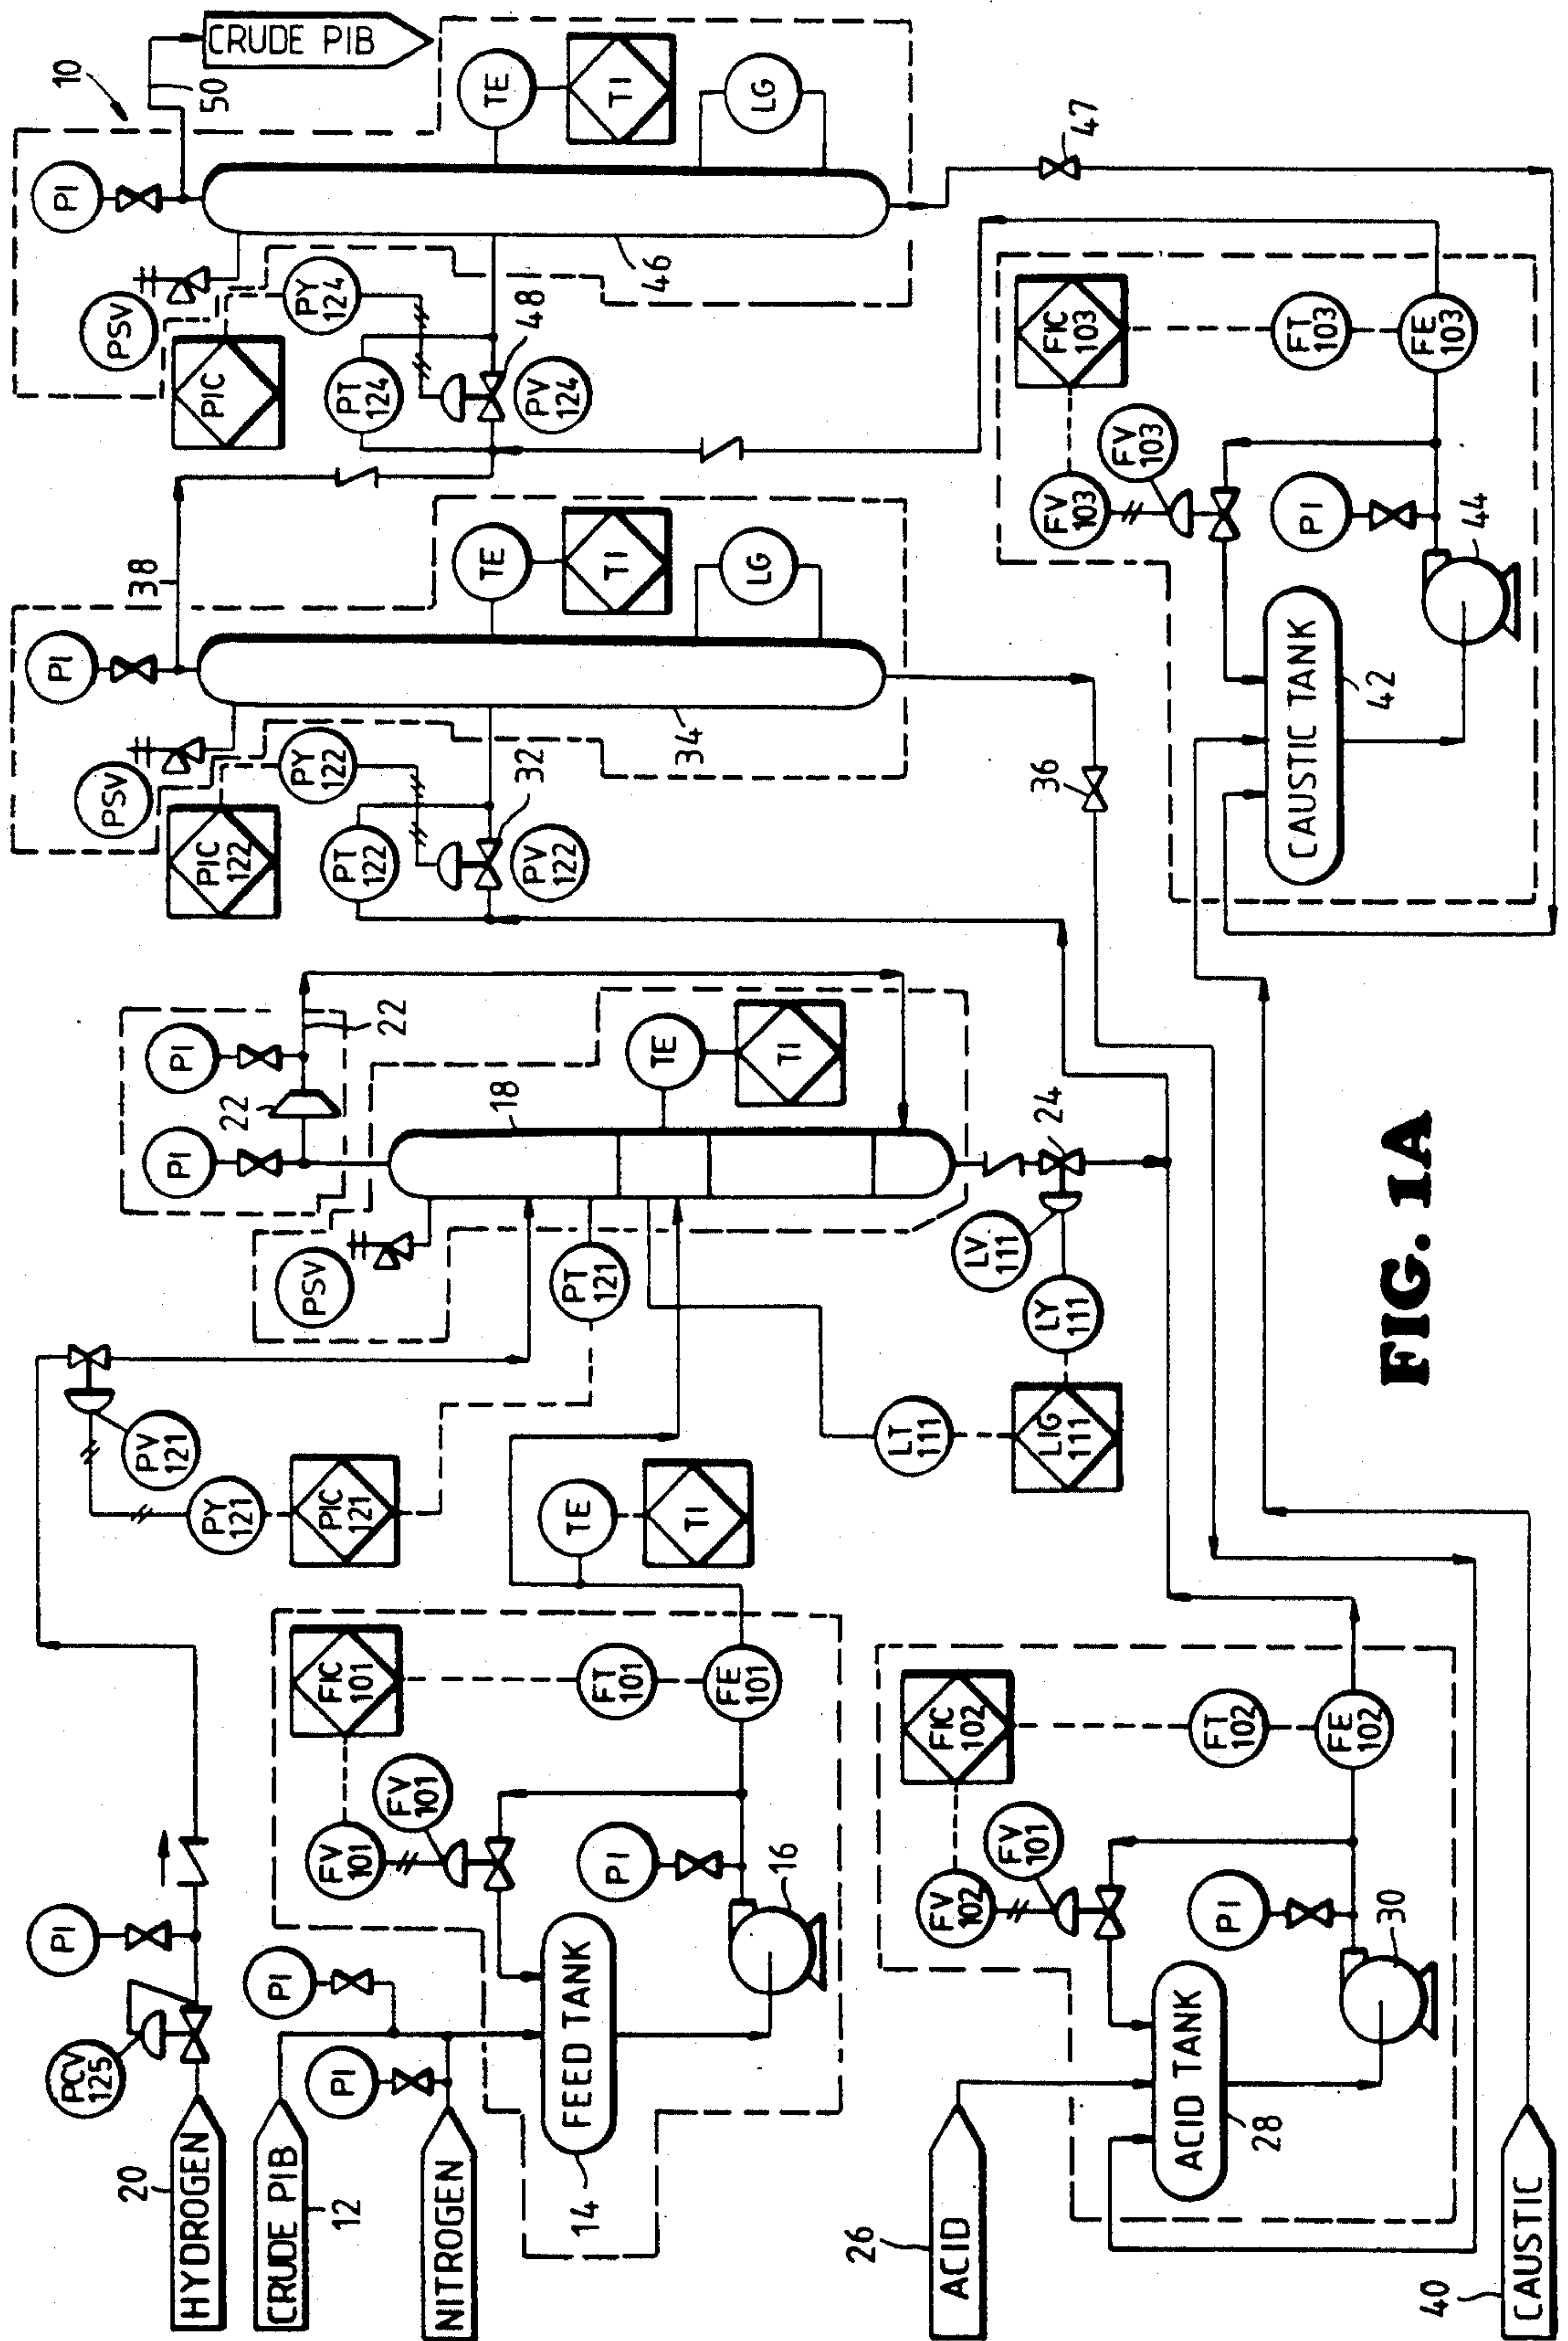 20
HYDROGEN
PCV
125
PI
PY
121
PV
121
PIC
121
CRUDE PIB
12
PI
NITROGEN
PI
14
FEED TANK
FV
101
FV
101
FIC
101
FT
101
FE
101
PI
16
TE
TI
PSV
PT
121
PI
22
PI
22
18
TE
TI
LT
111
LIG
111
LY
111
LV
111
24
PSV
PIC
122
PY
122
PT
122
PV
122
32
PI
38
34
TE
TI
LG
36
PSV
PIC
PY
124
PT
124
PV
124
48
PI
10
50
CRUDE PIB
46
TE
TI
LG
47
26
ACID
ACID TANK
28
FV
102
FV
101
FIC
102
FT
102
FE
102
PI
30
40
CAUSTIC
CAUSTIC TANK
42
FV
103
FV
103
FIC
103
FT
103
FE
103
PI
44
FIG. 1A